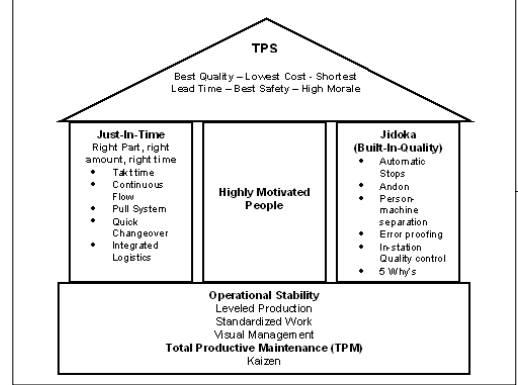 TPS
Best Quality – Lowest Cost - Shortest
Lead Time – Best Safety – High Morale
Just-In-Time
Right Part, right
amount, right time
• Takt time
• Continuous
Flow
• Pull System
• Quick
Changeover
• Integrated
Logistics
Highly Motivated
People
Jidoka
(Built-In-Quality)
• Automatic
Stops
• Andon
• Person-
machine
separation
• Error proofing
• In-station
Quality control
• 5 Why's
Operational Stability
Leveled Production
Standardized Work
Visual Management
Total Productive Maintenance (TPM)
Kaizen